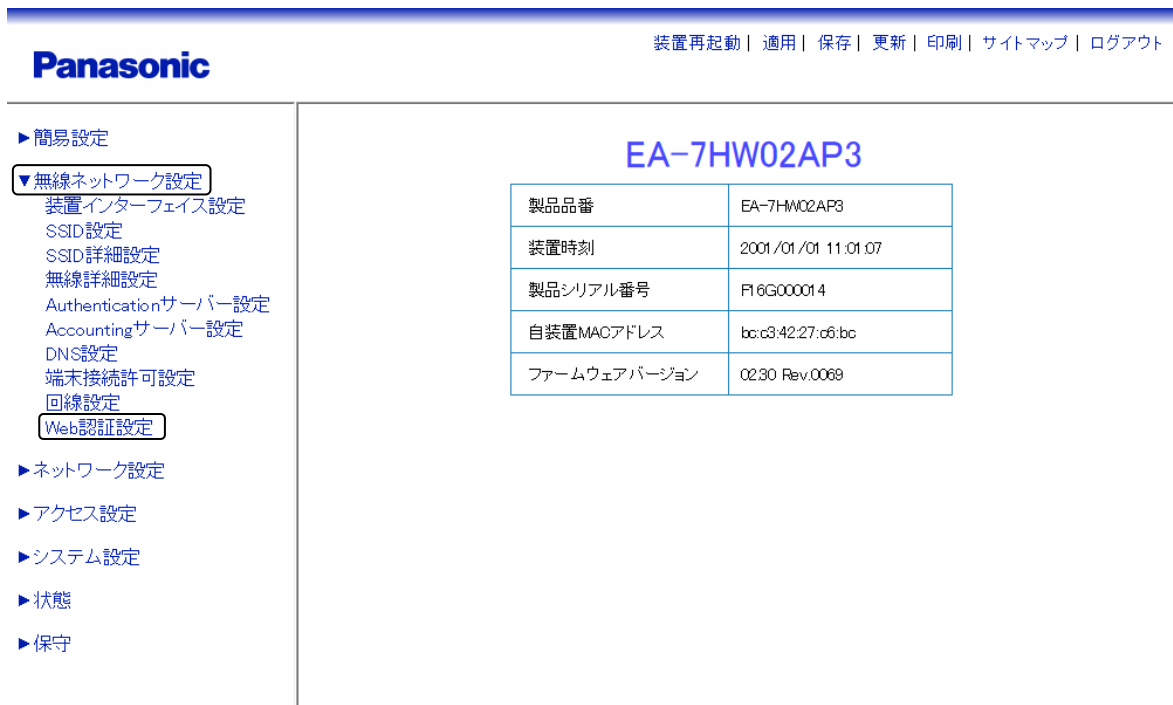 Panasonic
装置再起動| 適用| 保存| 更新| 印刷| サイトマップ| ログアウト
▶簡易設定
▼無線ネットワーク設定
装置インターフェイス設定
SSID設定
SSID詳細設定
無線詳細設定
Authenticationサーバー設定
Accountingサーバー設定
DNS設定
端末接続許可設定
回線設定
Web認証設定
▶ネットワーク設定
▶アクセス設定
▶システム設定
▶状態
▶保守
EA-7HW02AP3
製品品番 EA-7HW02AP3
装置時刻 2001/01/01 11:01:07
製品シリアル番号 F16G000014
自装置MACアドレス bc:c3:42:27:c6:bc
ファームウェアバージョン 02.30 Rev.0069